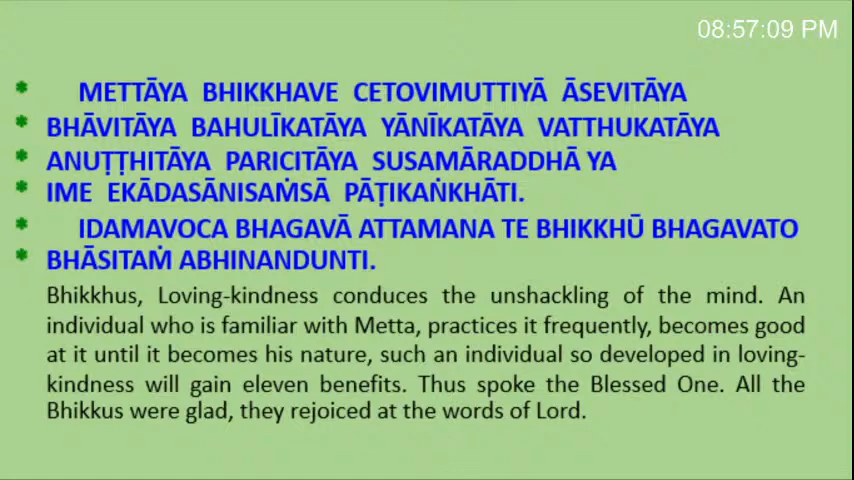 08:57:09 PM
* METTĀYA BHIKKHAVE CETOVIMUTTIYĀ ĀSEVITĀYA
* BHĀVITĀYA BAHULĪKATĀYA YĀNĪKATĀYA VATTHUKATĀYA
* ANUṬṬHITĀYA PARICITĀYA SUSAMĀRADDHĀ YA
* IME EKĀDASĀNISAṀSĀ PĀṬIKAṄKHĀTI.
* IDAMAVOCA BHAGAVĀ ATTAMANA TE BHIKKHŪ BHAGAVATO
* BHĀSITAṀ ABHINANDUNTI.
Bhikkhus, Loving-kindness conduces the unshackling of the mind. An
individual who is familiar with Metta, practices it frequently, becomes good
at it until it becomes his nature, such an individual so developed in loving-
kindness will gain eleven benefits. Thus spoke the Blessed One. All the
Bhikkus were glad, they rejoiced at the words of Lord.